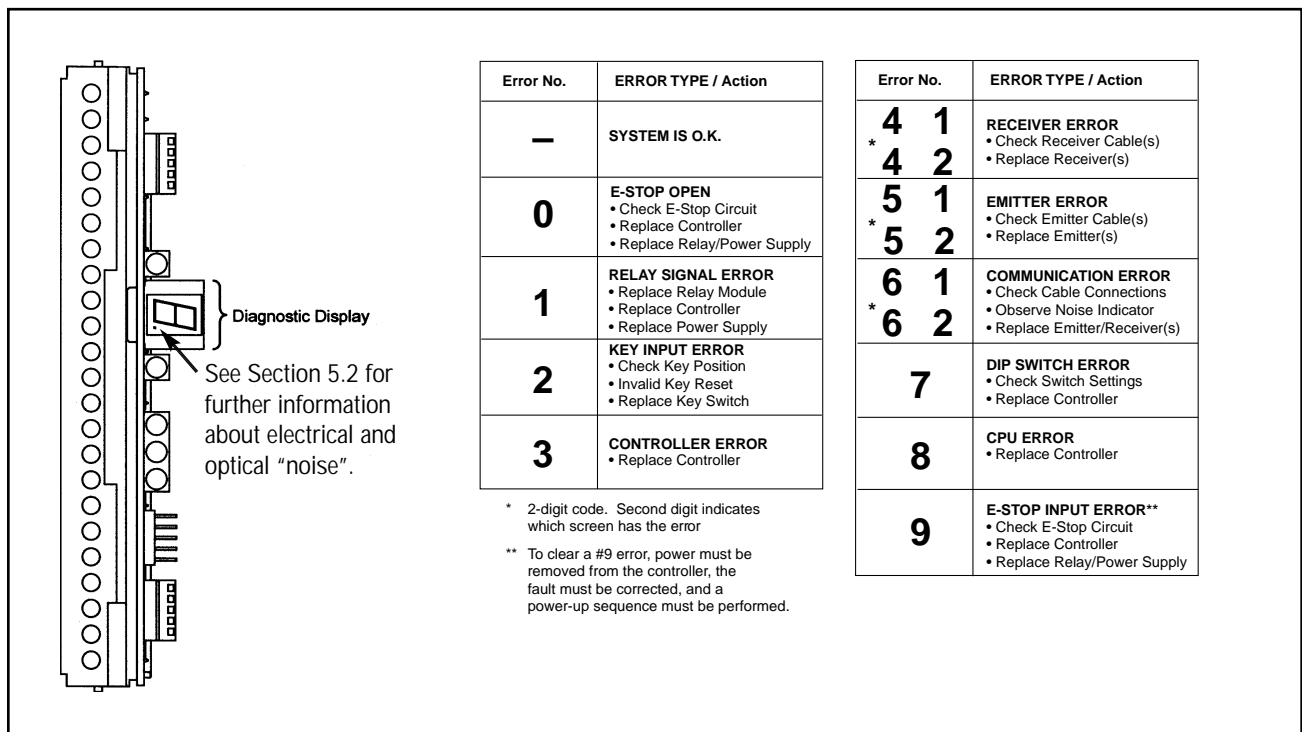 Diagnostic Display
See Section 5.2 for
further information
about electrical and
optical “noise”.
Error No. ERROR TYPE / Action
– SYSTEM IS O.K.
0 E-STOP OPEN
• Check E-Stop Circuit
• Replace Controller
• Replace Relay/Power Supply
1 RELAY SIGNAL ERROR
• Replace Relay Module
• Replace Controller
• Replace Power Supply
2 KEY INPUT ERROR
• Check Key Position
• Invalid Key Reset
• Replace Key Switch
3 CONTROLLER ERROR
• Replace Controller
* 2-digit code. Second digit indicates
which screen has the error
** To clear a #9 error, power must be
removed from the controller, the
fault must be corrected, and a
power-up sequence must be performed.
Error No. ERROR TYPE / Action
4 1
* 4 2
RECEIVER ERROR
• Check Receiver Cable(s)
• Replace Receiver(s)
5 1
* 5 2
EMITTER ERROR
• Check Emitter Cable(s)
• Replace Emitter(s)
6 1
* 6 2
COMMUNICATION ERROR
• Check Cable Connections
• Observe Noise Indicator
• Replace Emitter/Receiver(s)
7 DIP SWITCH ERROR
• Check Switch Settings
• Replace Controller
8 CPU ERROR
• Replace Controller
9 E-STOP INPUT ERROR**
• Check E-Stop Circuit
• Replace Controller
• Replace Relay/Power Supply